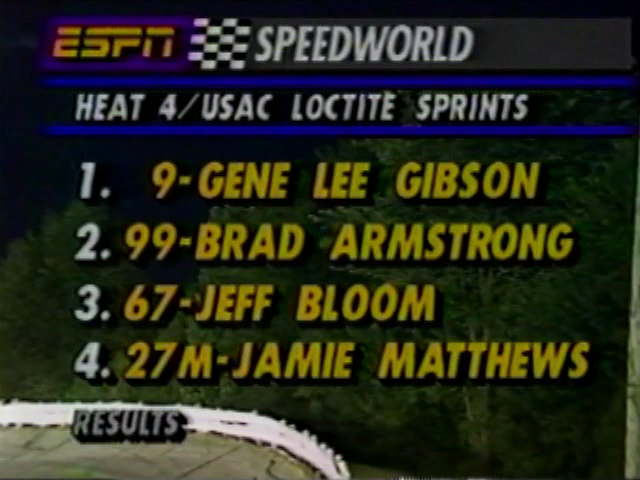 ESPN SPEEDWORLD
HEAT 4/USAC LOCTITE SPRINTS
1. 9-GENE LEE GIBSON
2. 99-BRAD ARMSTRONG
3. 67-JEFF BLOOM
4. 27M-JAMIE MATTHEWS
RESULTS